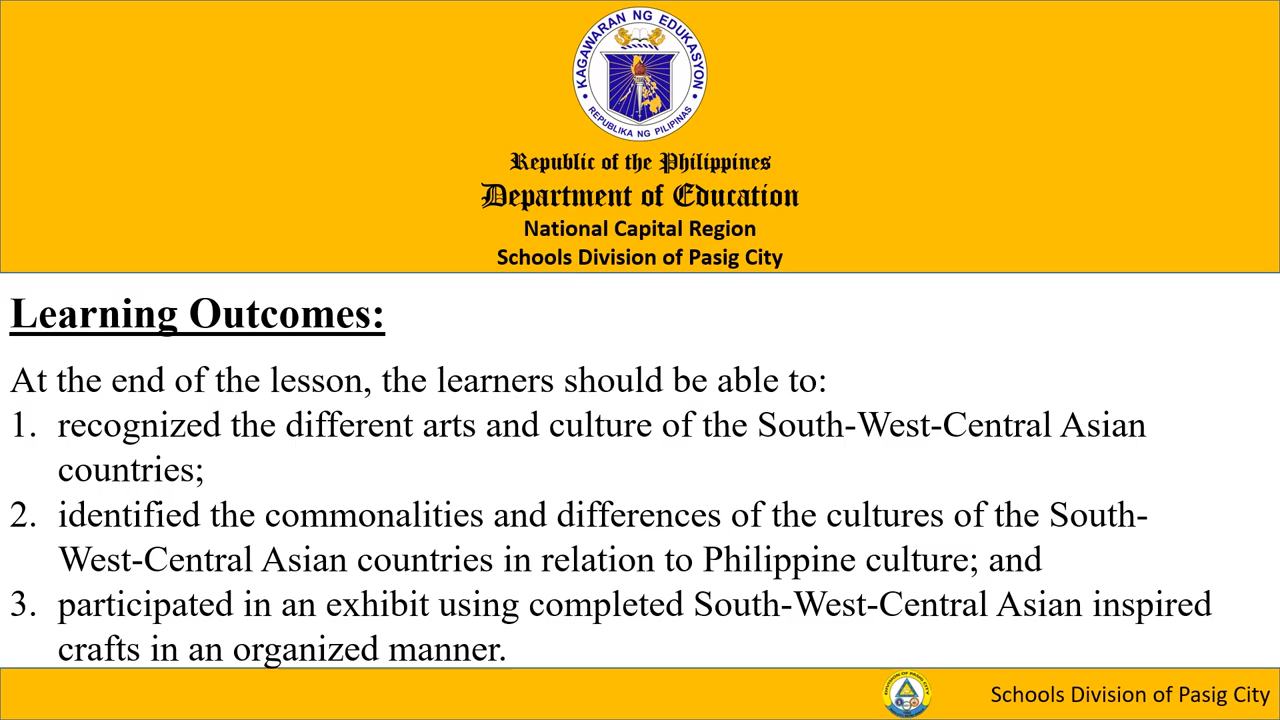 KAGAWARAN NG EDUKASYON
REPUBLIKA NG PILIPINAS
Republic of the Philippines
Department of Education
National Capital Region
Schools Division of Pasig City
Learning Outcomes:
At the end of the lesson, the learners should be able to:
1. recognized the different arts and culture of the South-West-Central Asian
countries;
2. identified the commonalities and differences of the cultures of the South-
West-Central Asian countries in relation to Philippine culture; and
3. participated in an exhibit using completed South-West-Central Asian inspired
crafts in an organized manner.
DIVISION OF PASIG CITY
Schools Division of Pasig City